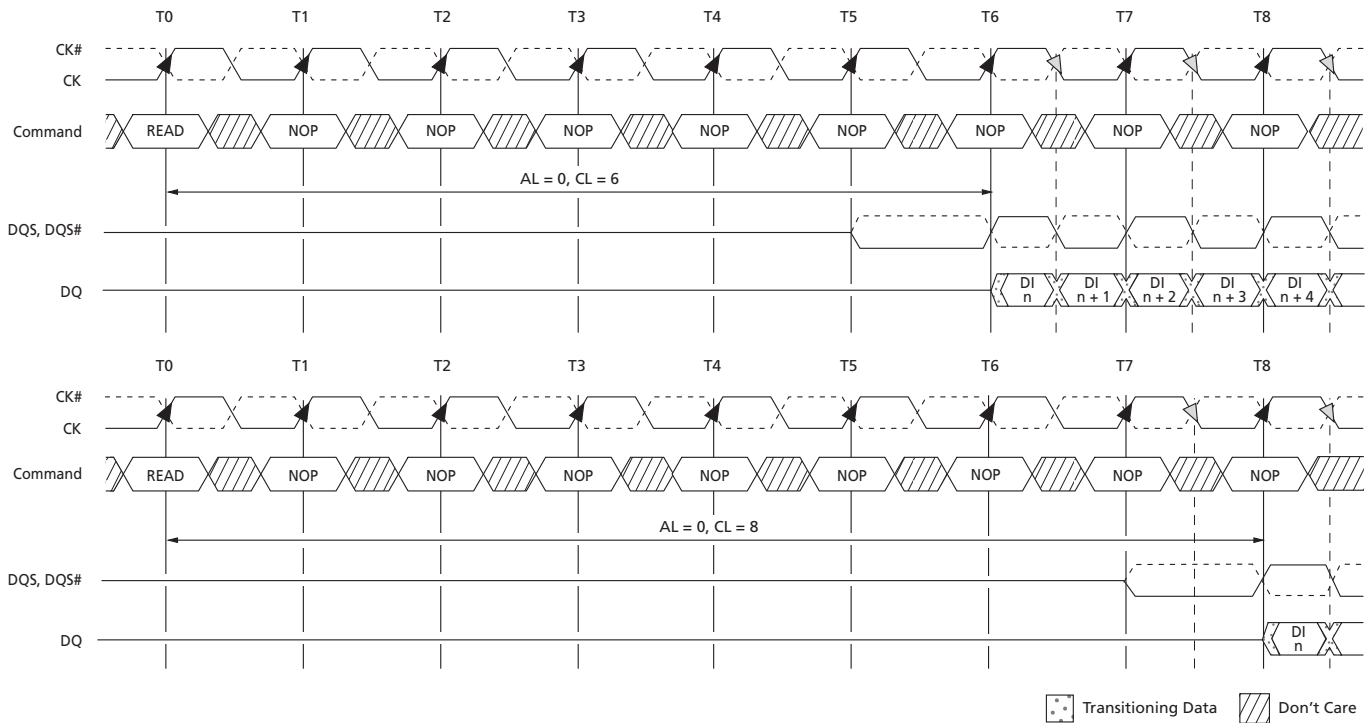 T0 T1 T2 T3 T4 T5 T6 T7 T8
CK#
CK
Command READ NOP NOP NOP NOP NOP NOP NOP NOP
AL = 0, CL = 6
DQS, DQS#
DQ DI n DI n + 1 DI n + 2 DI n + 3 DI n + 4
T0 T1 T2 T3 T4 T5 T6 T7 T8
CK#
CK
Command READ NOP NOP NOP NOP NOP NOP NOP NOP
AL = 0, CL = 8
DQS, DQS#
DQ DI n
Transitioning Data Don't Care